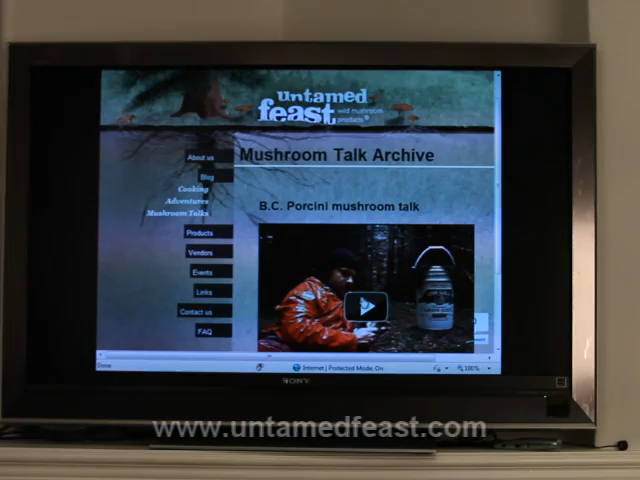 untamed
feast
wild mushroom
products®
About us
Mushroom Talk Archive
Blog
Cooking
Adventures
Mushroom Talks
B.C. Porcini mushroom talk
Products
Vendors
Events
Links
Contact us
FAQ
Done
Internet | Protected Mode: On
100%
SONY
www.untamedfeast.com